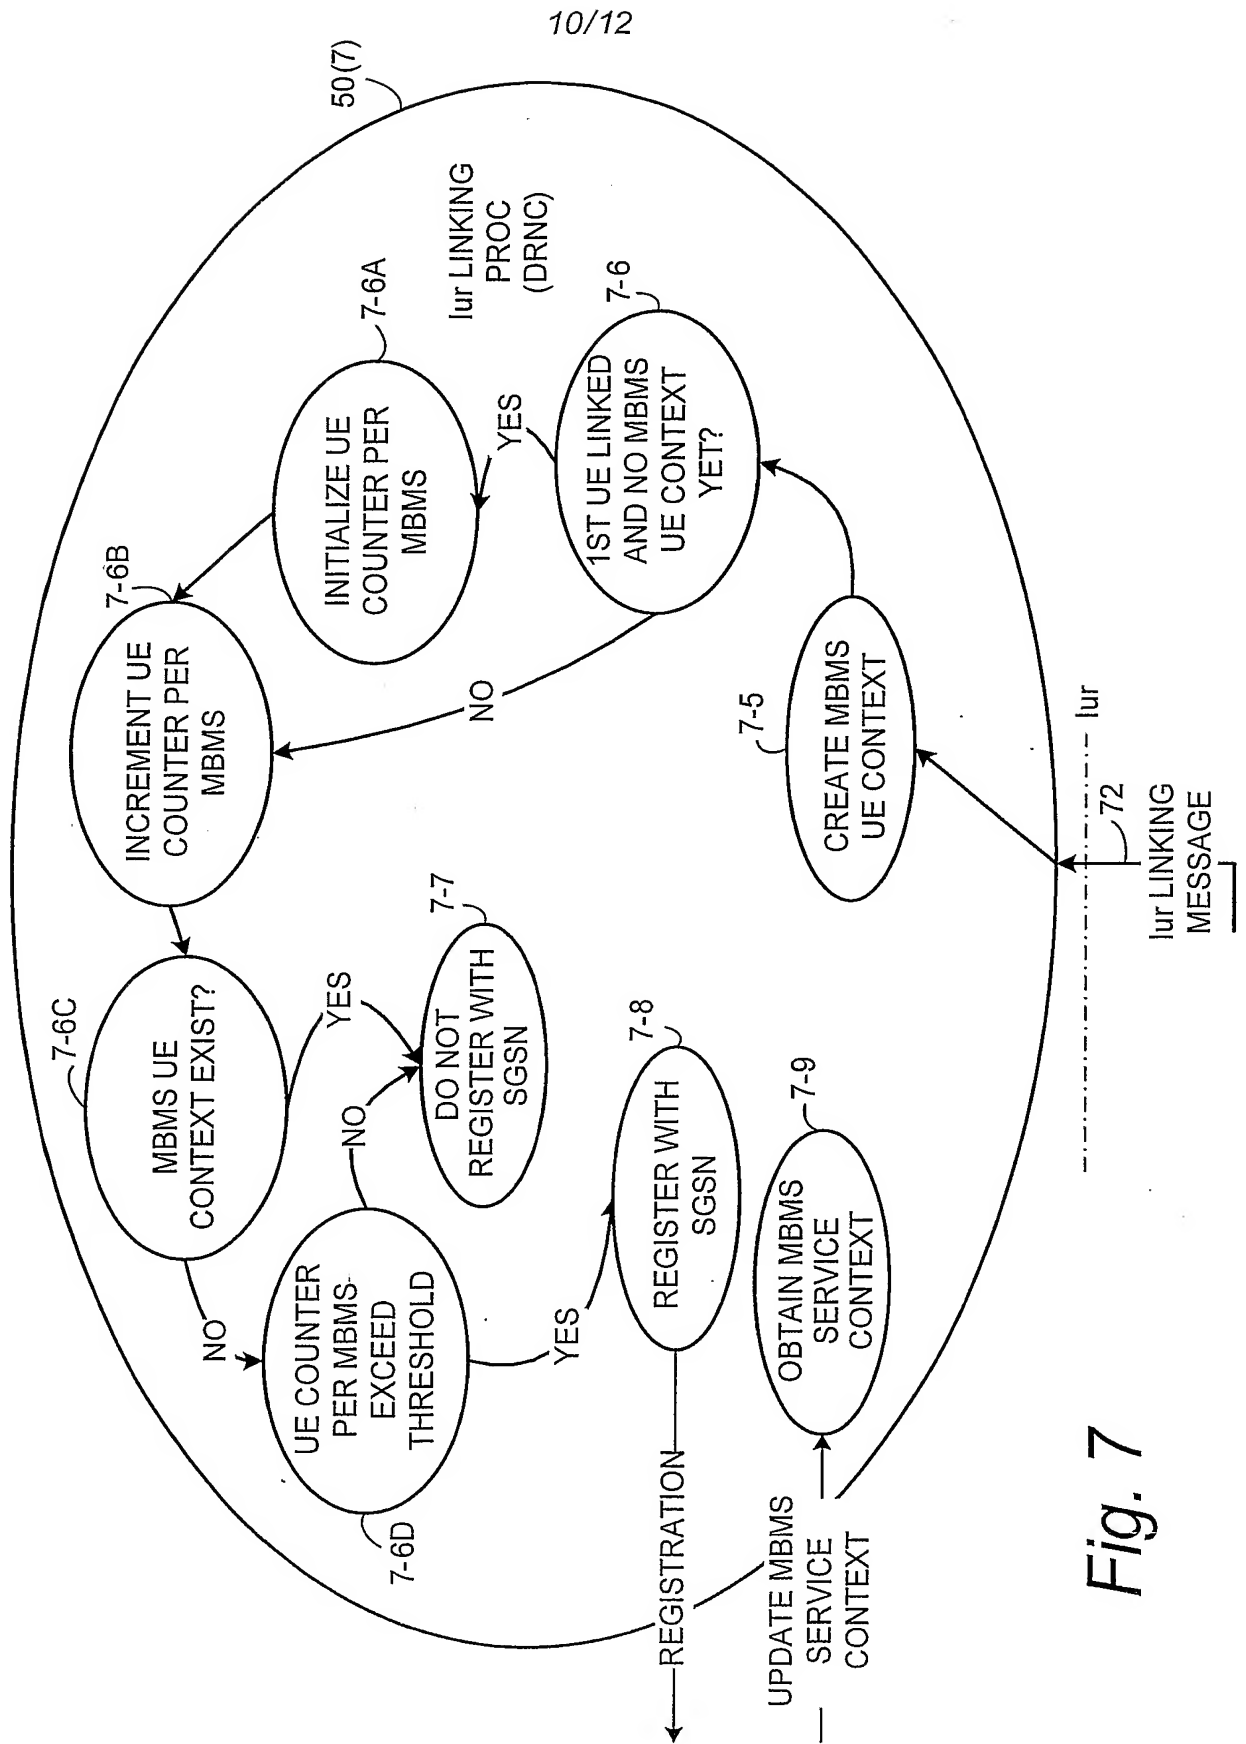 10/12
50(7)
Iur LINKING
PROC
(DRNC)
7-6A
INITIALIZE UE
COUNTER PER
MBMS
7-6B
INCREMENT UE
COUNTER PER
MBMS
7-6
1ST UE LINKED
AND NO MBMS
UE CONTEXT
YET?
YES
NO
7-5
CREATE MBMS
UE CONTEXT
Iur
72
Iur LINKING
MESSAGE
7-6C
MBMS UE
CONTEXT EXIST?
YES
NO
7-7
DO NOT
REGISTER WITH
SGSN
NO
7-6D
UE COUNTER
PER MBMS
EXCEED
THRESHOLD
YES
7-8
REGISTER WITH
SGSN
REGISTRATION
7-9
OBTAIN MBMS
SERVICE
CONTEXT
UPDATE MBMS
SERVICE
CONTEXT
Fig. 7